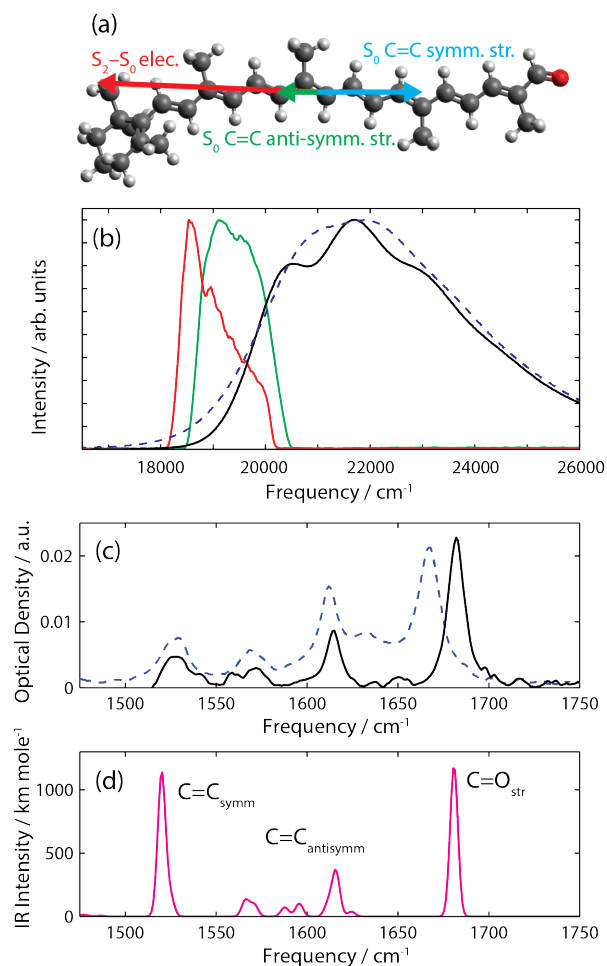 (a)
S2–S0 elec.
S0 C=C symm. str.
S0 C=C anti-symm. str.
(b)
Intensity / arb. units
18000 20000 22000 24000 26000
Frequency / cm-1
(c)
Optical Density / a.u.
0.02
0.01
0
1500 1550 1600 1650 1700 1750
Frequency / cm-1
(d)
IR Intensity / km mole-1
1000
500
0
C=Csymm
C=Cantisymm
C=Ostr
1500 1550 1600 1650 1700 1750
Frequency / cm-1